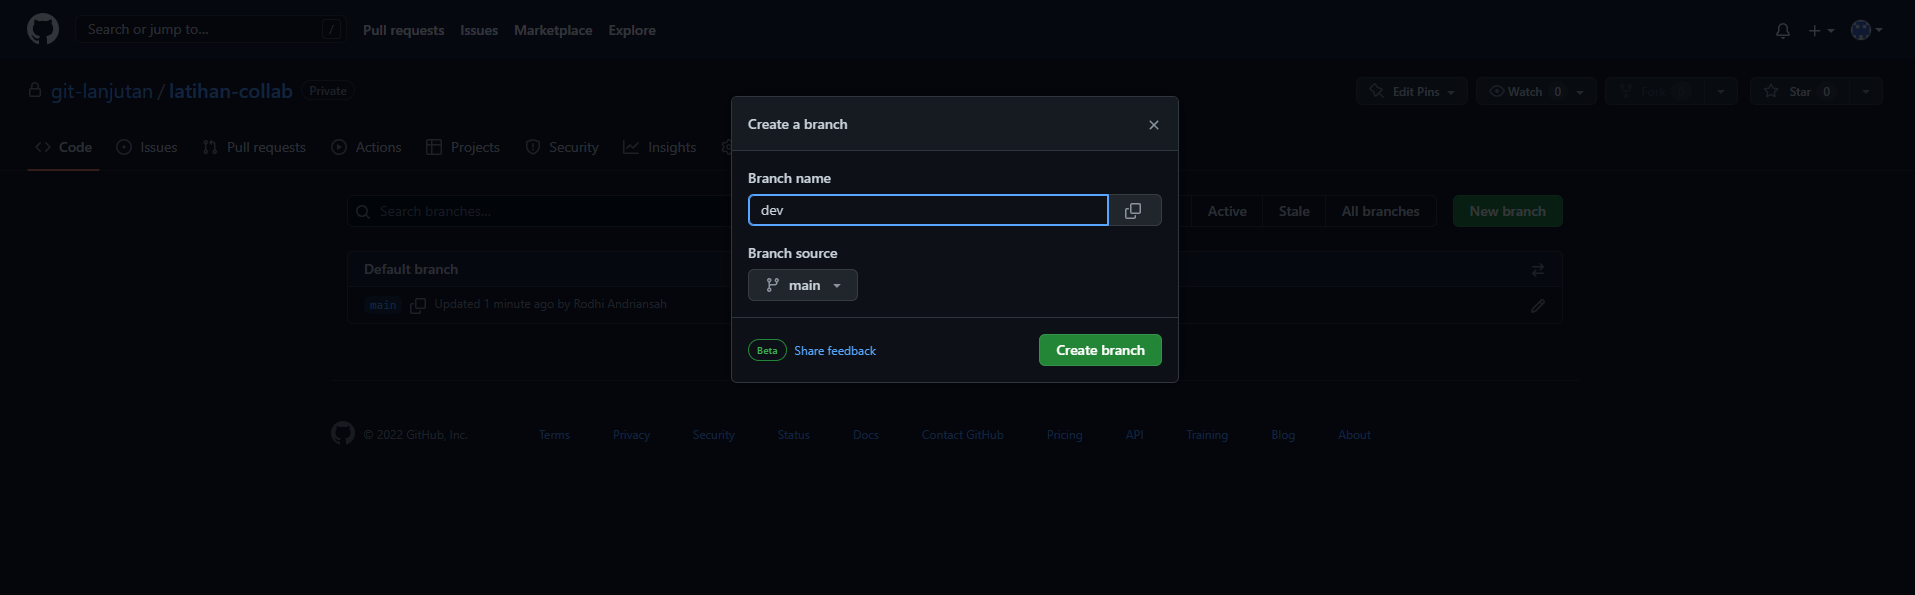 Search or jump to... / Pull requests Issues Marketplace Explore
git-lanjutan / latihan-collab Private Edit Pins Watch 0 Fork Star 0
Code Issues Pull requests Actions Projects Security Insights
Create a branch
Branch name
dev
Branch source
main
Beta Share feedback Create branch
Search branches... Active Stale All branches New branch
Default branch
main Updated 1 minute ago by Rodhi Andriansah
© 2022 GitHub, Inc. Terms Privacy Security Status Docs Contact GitHub Pricing API Training Blog About